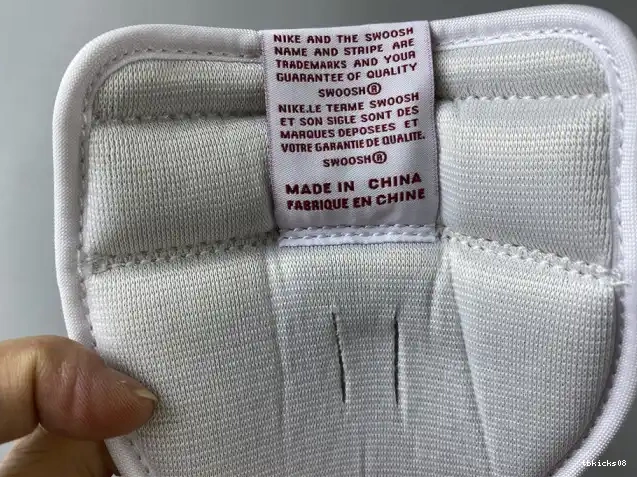 NIKE AND THE SWOOSH
NAME AND STRIPE ARE
TRADEMARKS AND YOUR
GUARANTEE OF QUALITY
SWOOSH®
NIKE.LE TERME SWOOSH
ET SON SIGLE SONT DES
MARQUES DEPOSEES ET
VOTRE GARANTIE DE QUALITE.
SWOOSH®
MADE IN CHINA
FABRIQUE EN CHINE
tbkicks08